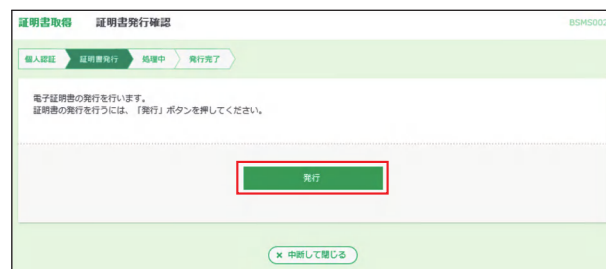 証明書取得 証明書発行確認 BSMS002
個人認証 証明書発行 処理中 発行完了
電子証明書の発行を行います。
証明書の発行を行うには、「発行」ボタンを押してください。
発行
× 中断して閉じる